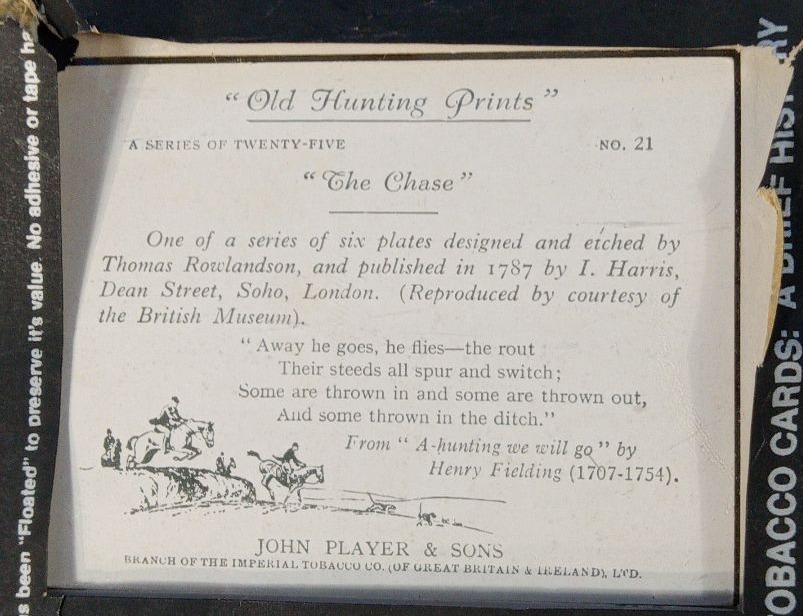 "Old Hunting Prints"
A SERIES OF TWENTY-FIVE NO. 21
"The Chase"
One of a series of six plates designed and etched by
Thomas Rowlandson, and published in 1787 by I. Harris,
Dean Street, Soho, London. (Reproduced by courtesy of
the British Museum).
"Away he goes, he flies—the rout
Their steeds all spur and switch;
Some are thrown in and some are thrown out,
And some thrown in the ditch."
From "A-hunting we will go" by
Henry Fielding (1707-1754).
JOHN PLAYER & SONS
BRANCH OF THE IMPERIAL TOBACCO CO. (OF GREAT BRITAIN & IRELAND), LTD.
s been "Floated" to preserve it's value. No adhesive or tape ha
OBACCO CARDS: A BRIEF HISTORY